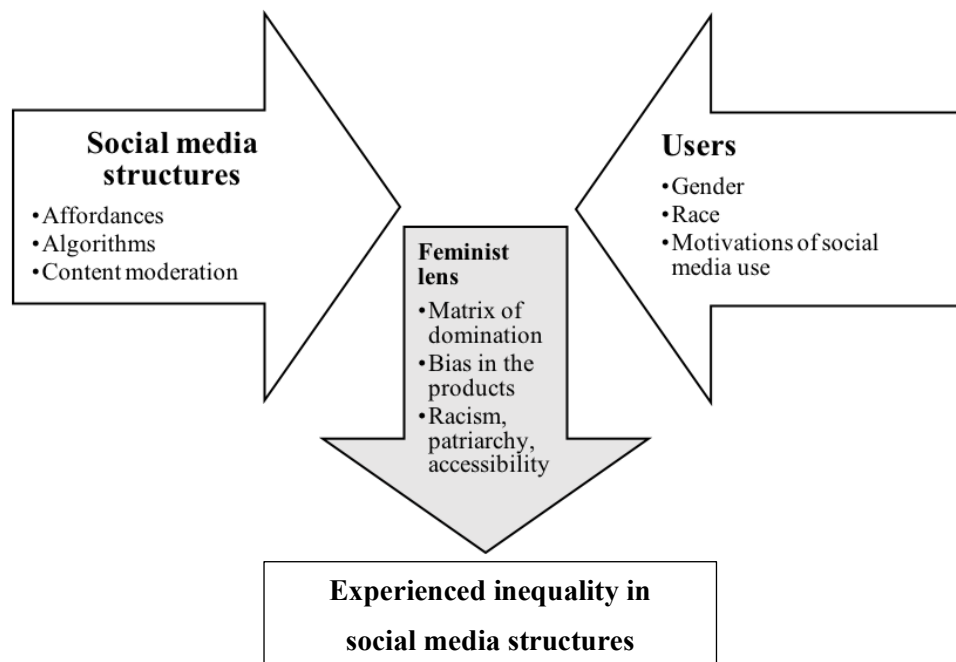 Social media
structures
•Affordances
•Algorithms
•Content moderation
Users
•Gender
•Race
•Motivations of social
media use
Feminist
lens
•Matrix of
domination
•Bias in the
products
•Racism,
patriarchy,
accessibility
Experienced inequality in
social media structures